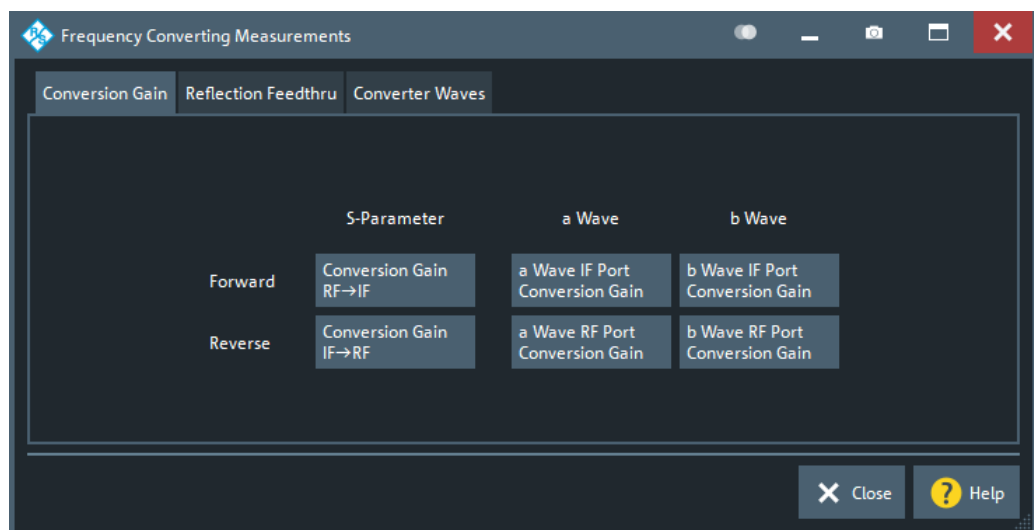 R&S Frequency Converting Measurements
Conversion Gain Reflection Feedthru Converter Waves
S-Parameter a Wave b Wave
Forward
Conversion Gain
RF→IF
a Wave IF Port
Conversion Gain
b Wave IF Port
Conversion Gain
Reverse
Conversion Gain
IF→RF
a Wave RF Port
Conversion Gain
b Wave RF Port
Conversion Gain
Close ? Help